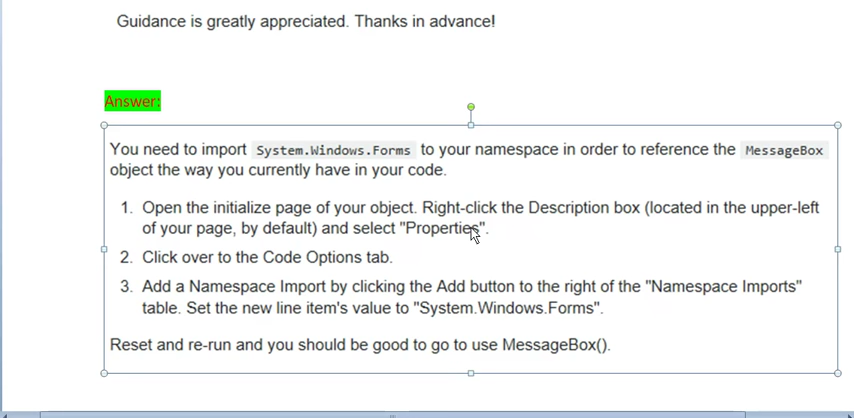 Guidance is greatly appreciated. Thanks in advance!
Answer:
You need to import System.Windows.Forms to your namespace in order to reference the MessageBox
object the way you currently have in your code.
1. Open the initialize page of your object. Right-click the Description box (located in the upper-left
of your page, by default) and select "Properties".
2. Click over to the Code Options tab.
3. Add a Namespace Import by clicking the Add button to the right of the "Namespace Imports"
table. Set the new line item's value to "System.Windows.Forms".
Reset and re-run and you should be good to go to use MessageBox().